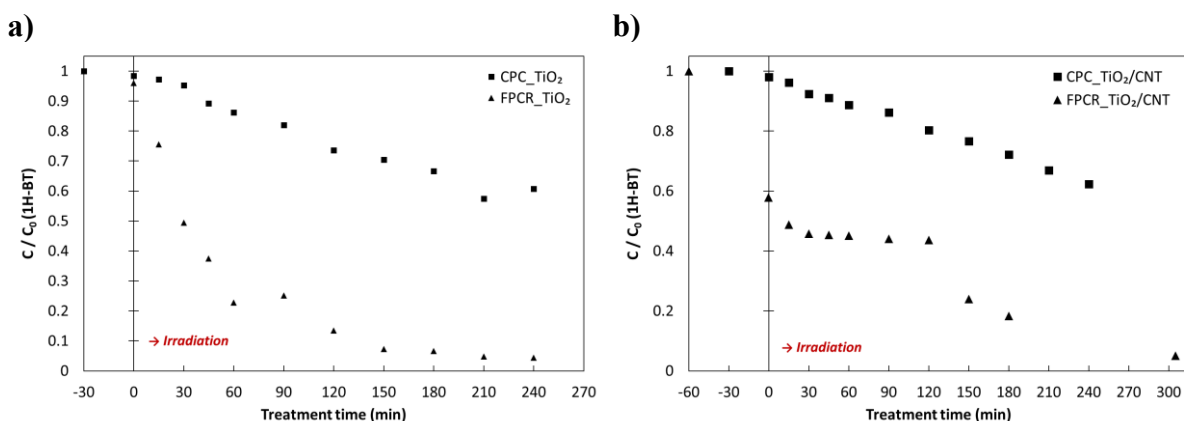 a)
C / C₀ (1H-BT)
1
0.9
0.8
0.7
0.6
0.5
0.4
0.3
0.2
0.1
0
CPC_TiO₂
FPCR_TiO₂
→ Irradiation
-30 0 30 60 90 120 150 180 210 240 270
Treatment time (min)
b)
C / C₀ (1H-BT)
1
0.8
0.6
0.4
0.2
0
CPC_TiO₂/CNT
FPCR_TiO₂/CNT
→ Irradiation
-60 -30 0 30 60 90 120 150 180 210 240 270 300
Treatment time (min)